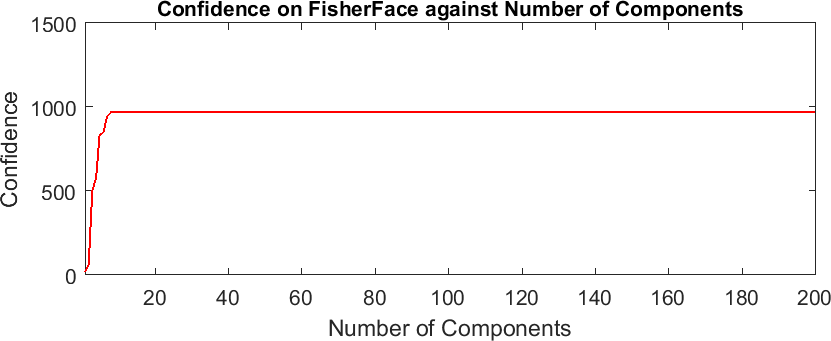 Confidence on FisherFace against Number of Components
1500
1000
500
0
Confidence
20 40 60 80 100 120 140 160 180 200
Number of Components